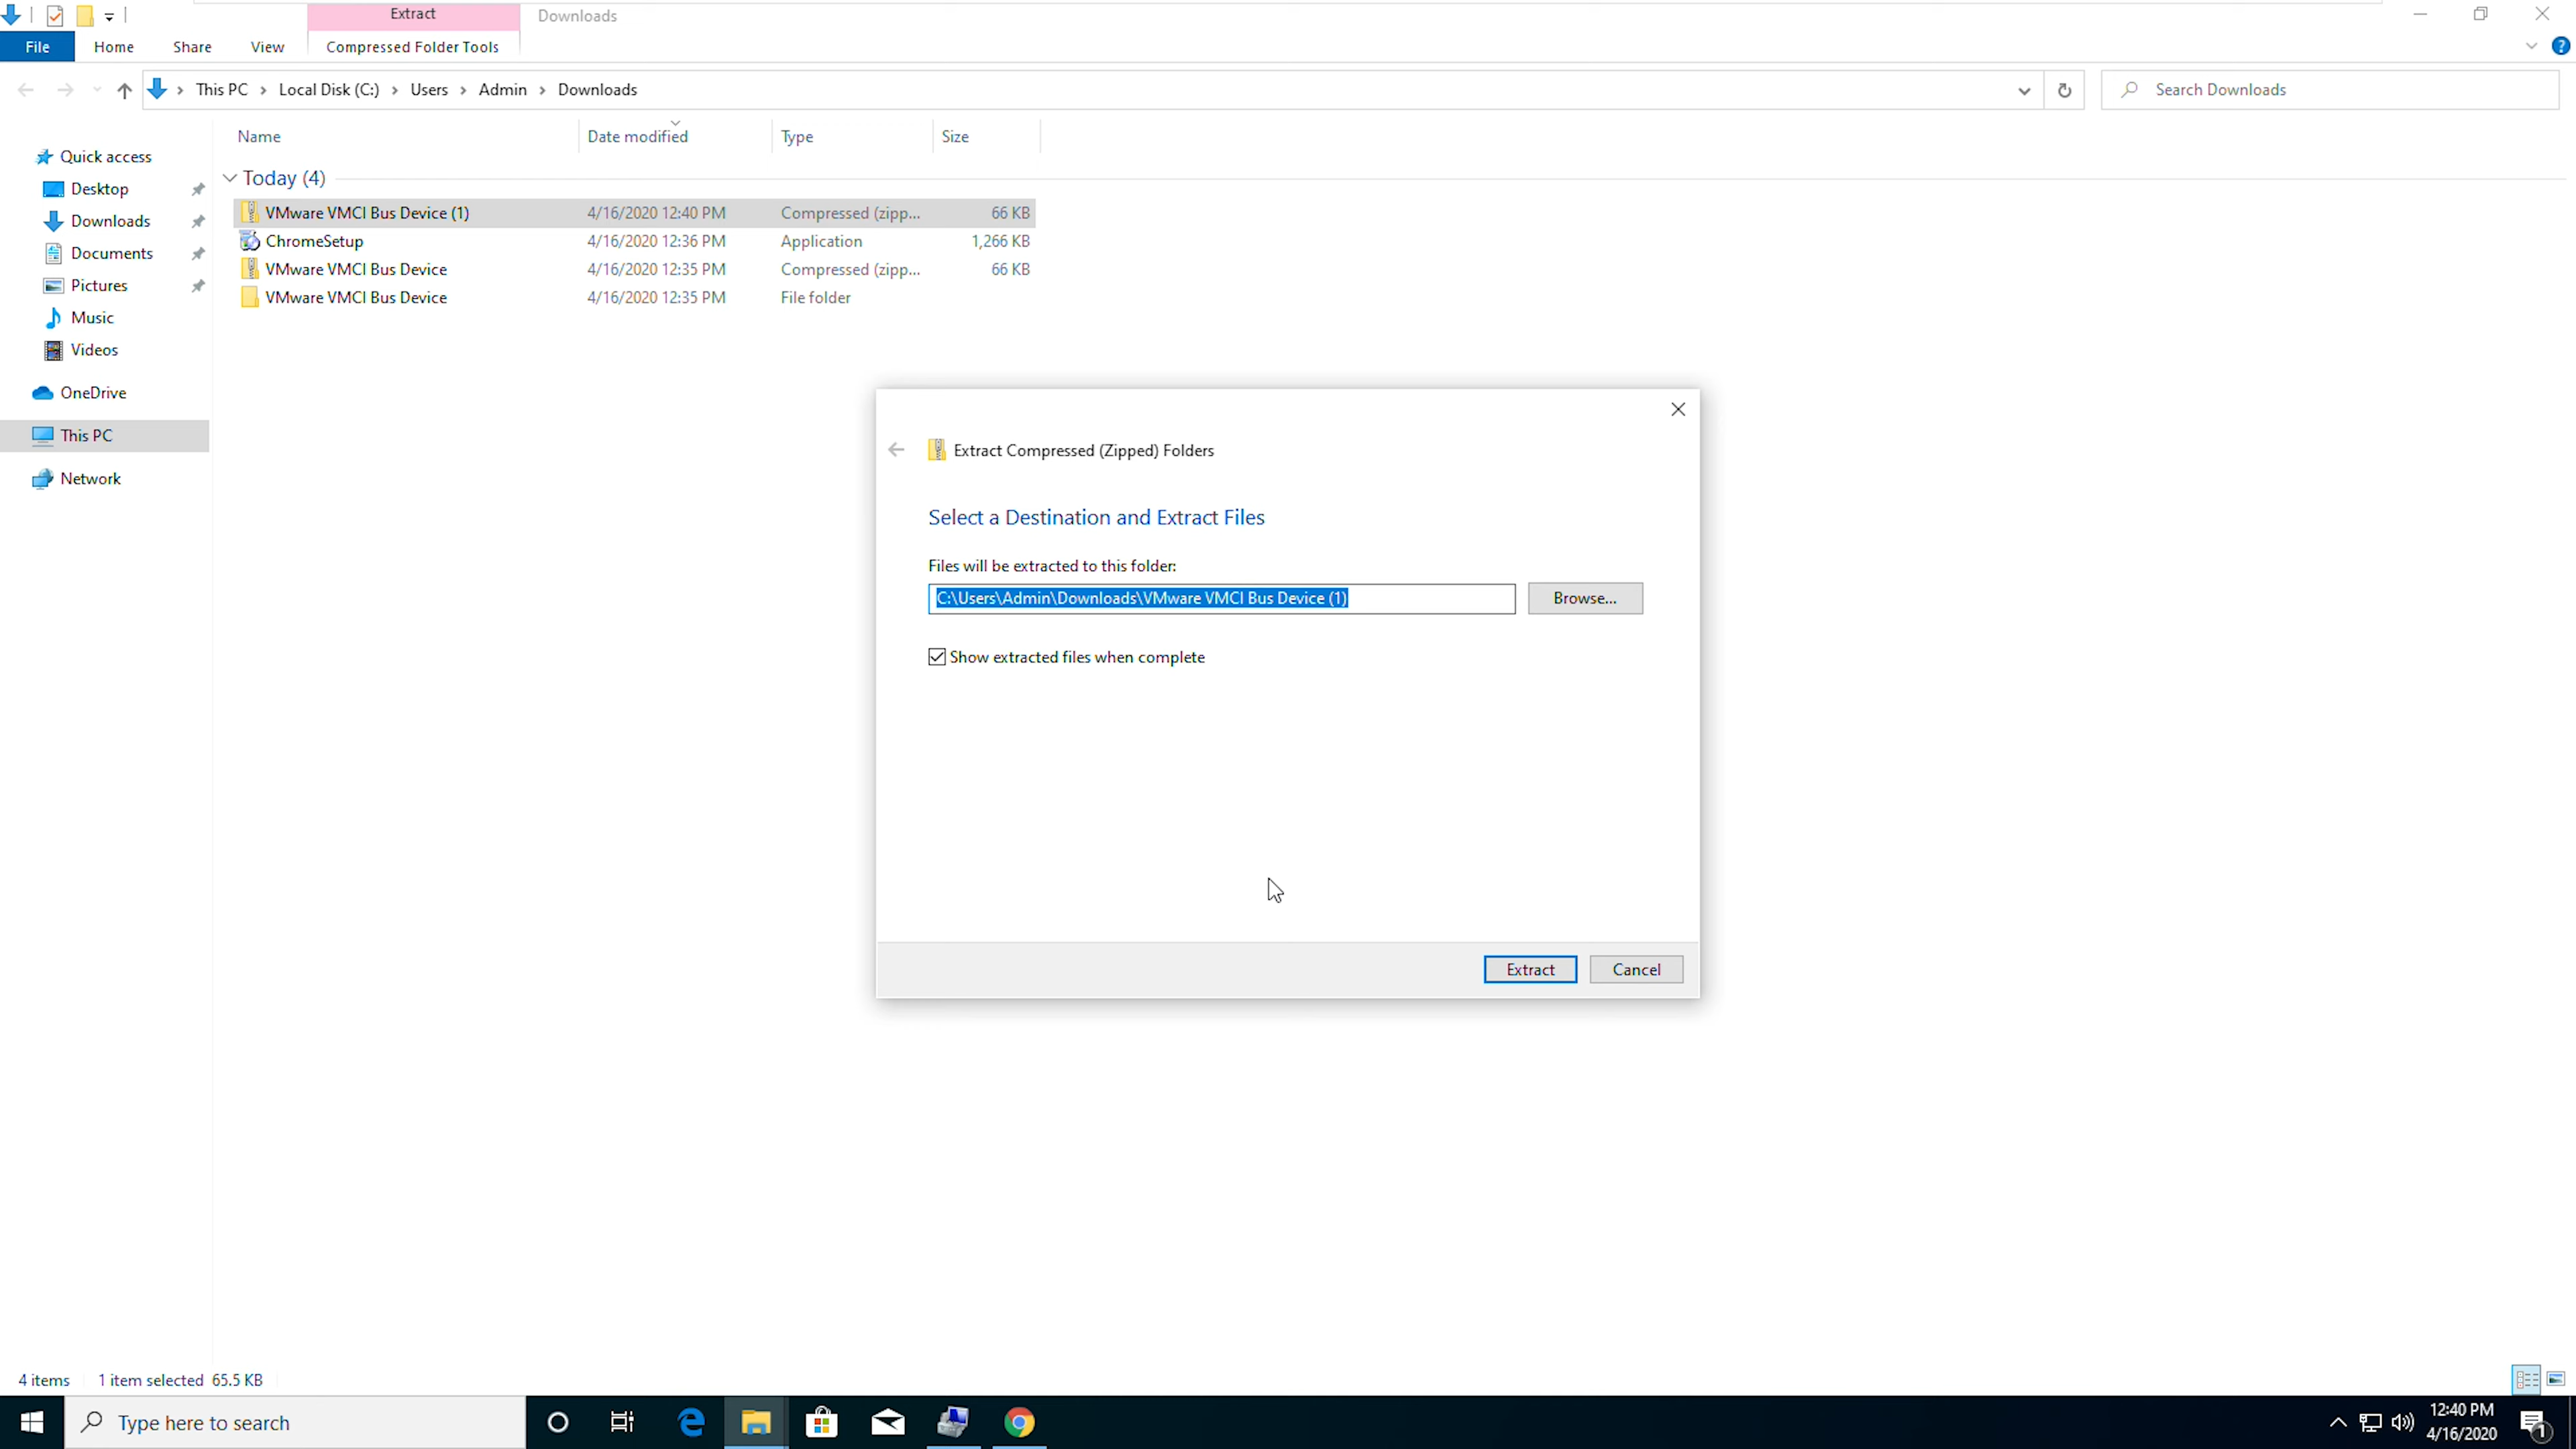 Extract
Downloads
File
Home
Share
View
Compressed Folder Tools
This PC
Local Disk (C:)
Users
Admin
Downloads
Search Downloads
Name
Date modified
Type
Size
Quick access
Desktop
Downloads
Documents
Pictures
Music
Videos
OneDrive
This PC
Network
Today (4)
VMware VMCI Bus Device (1) 4/16/2020 12:40 PM Compressed (zipp... 66 KB
ChromeSetup 4/16/2020 12:36 PM Application 1,266 KB
VMware VMCI Bus Device 4/16/2020 12:35 PM Compressed (zipp... 66 KB
VMware VMCI Bus Device 4/16/2020 12:35 PM File folder
Extract Compressed (Zipped) Folders
Select a Destination and Extract Files
Files will be extracted to this folder:
C:\Users\Admin\Downloads\VMware VMCI Bus Device (1)
Browse...
Show extracted files when complete
Extract
Cancel
4 items
1 item selected 65.5 KB
Type here to search
12:40 PM
4/16/2020
1